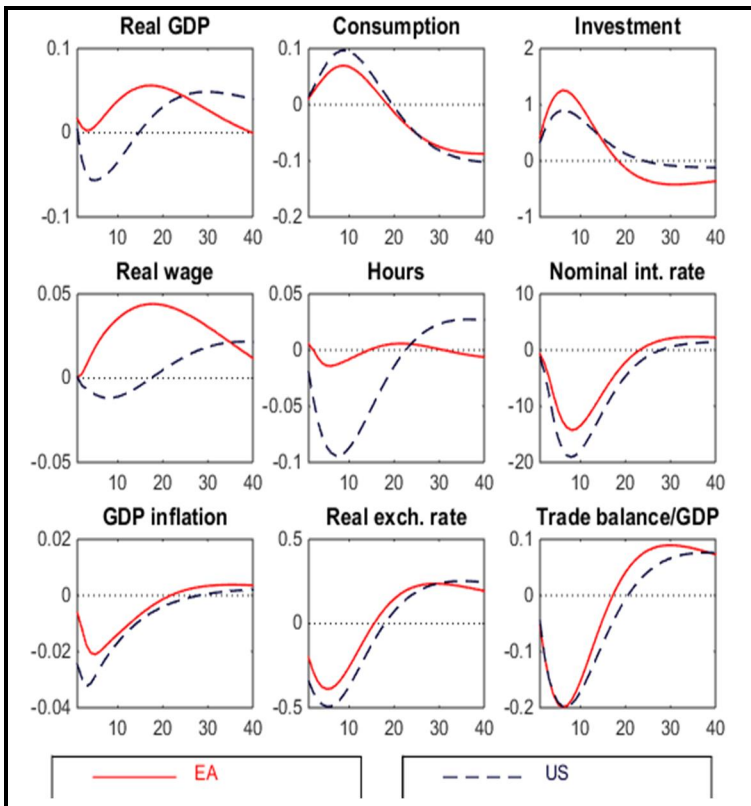 Real GDP Consumption Investment
0.1 0.1 2
0 0 1
-0.1 0
-0.1 -0.2 -1
10 20 30 40 10 20 30 40 10 20 30 40
Real wage Hours Nominal int. rate
0.05 0.05 10
0 0 0
-0.05 -10
-0.05 -0.1 -20
10 20 30 40 10 20 30 40 10 20 30 40
GDP inflation Real exch. rate Trade balance/GDP
0.02 0.5 0.1
0 0 0
-0.02 -0.1
-0.04 0.5 -0.2
10 20 30 40 10 20 30 40 10 20 30 40
EA US